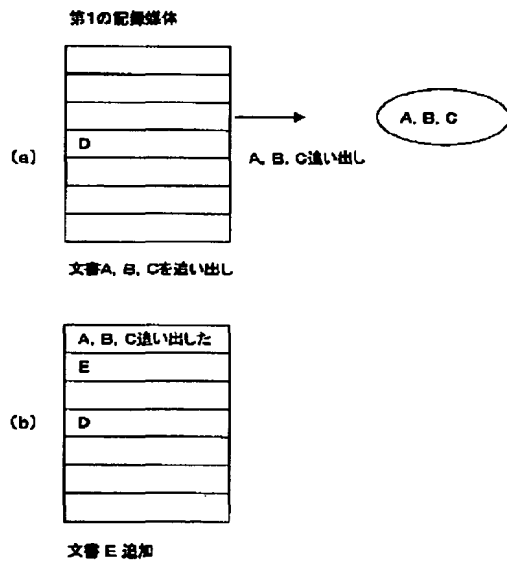 第1の記録媒体
A, B, C
D
(a)
A, B, C追い出し
文書A, B, Cを追い出し
A, B, C追い出した
E
(b)
D
文書 E 追加